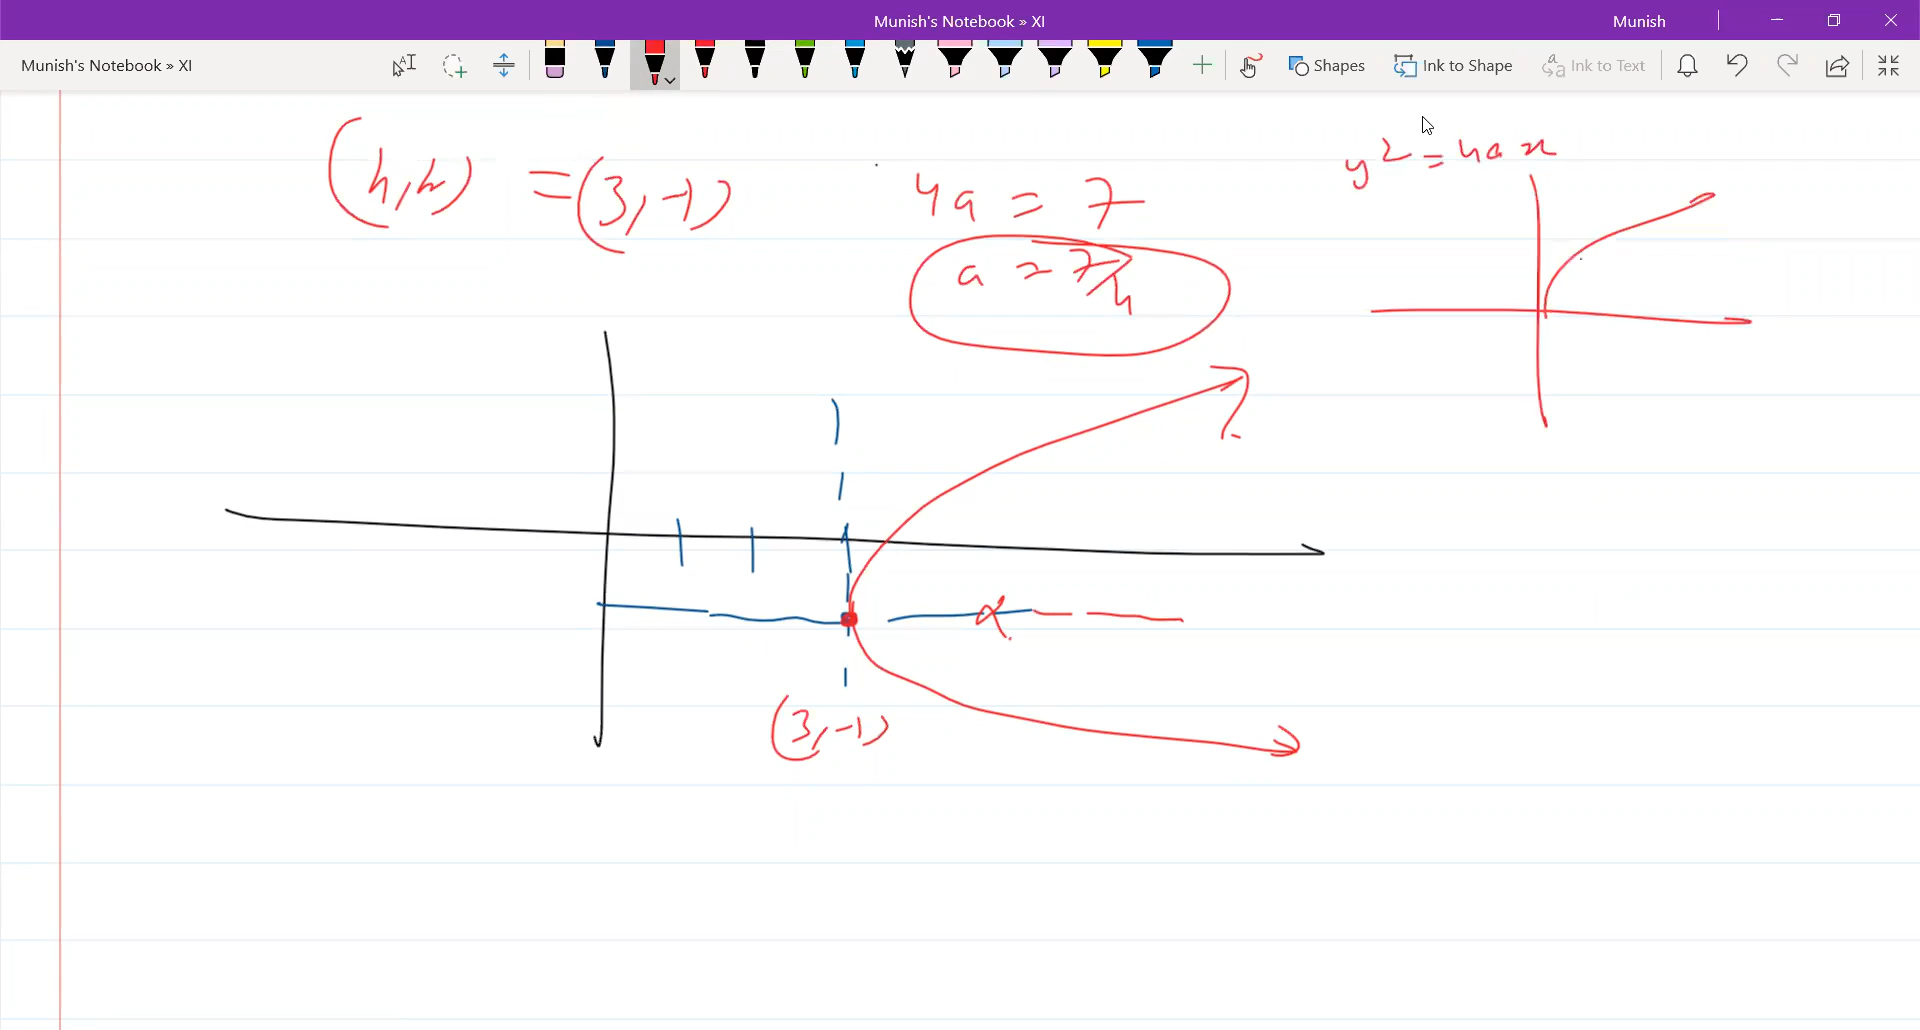 Munish's Notebook » XI
Munish
Munish's Notebook » XI
Shapes
Ink to Shape
Ink to Text
(h,k) = (3,-1)
4a = 7
a = 7/4
y² = 4ax
(3,-1)